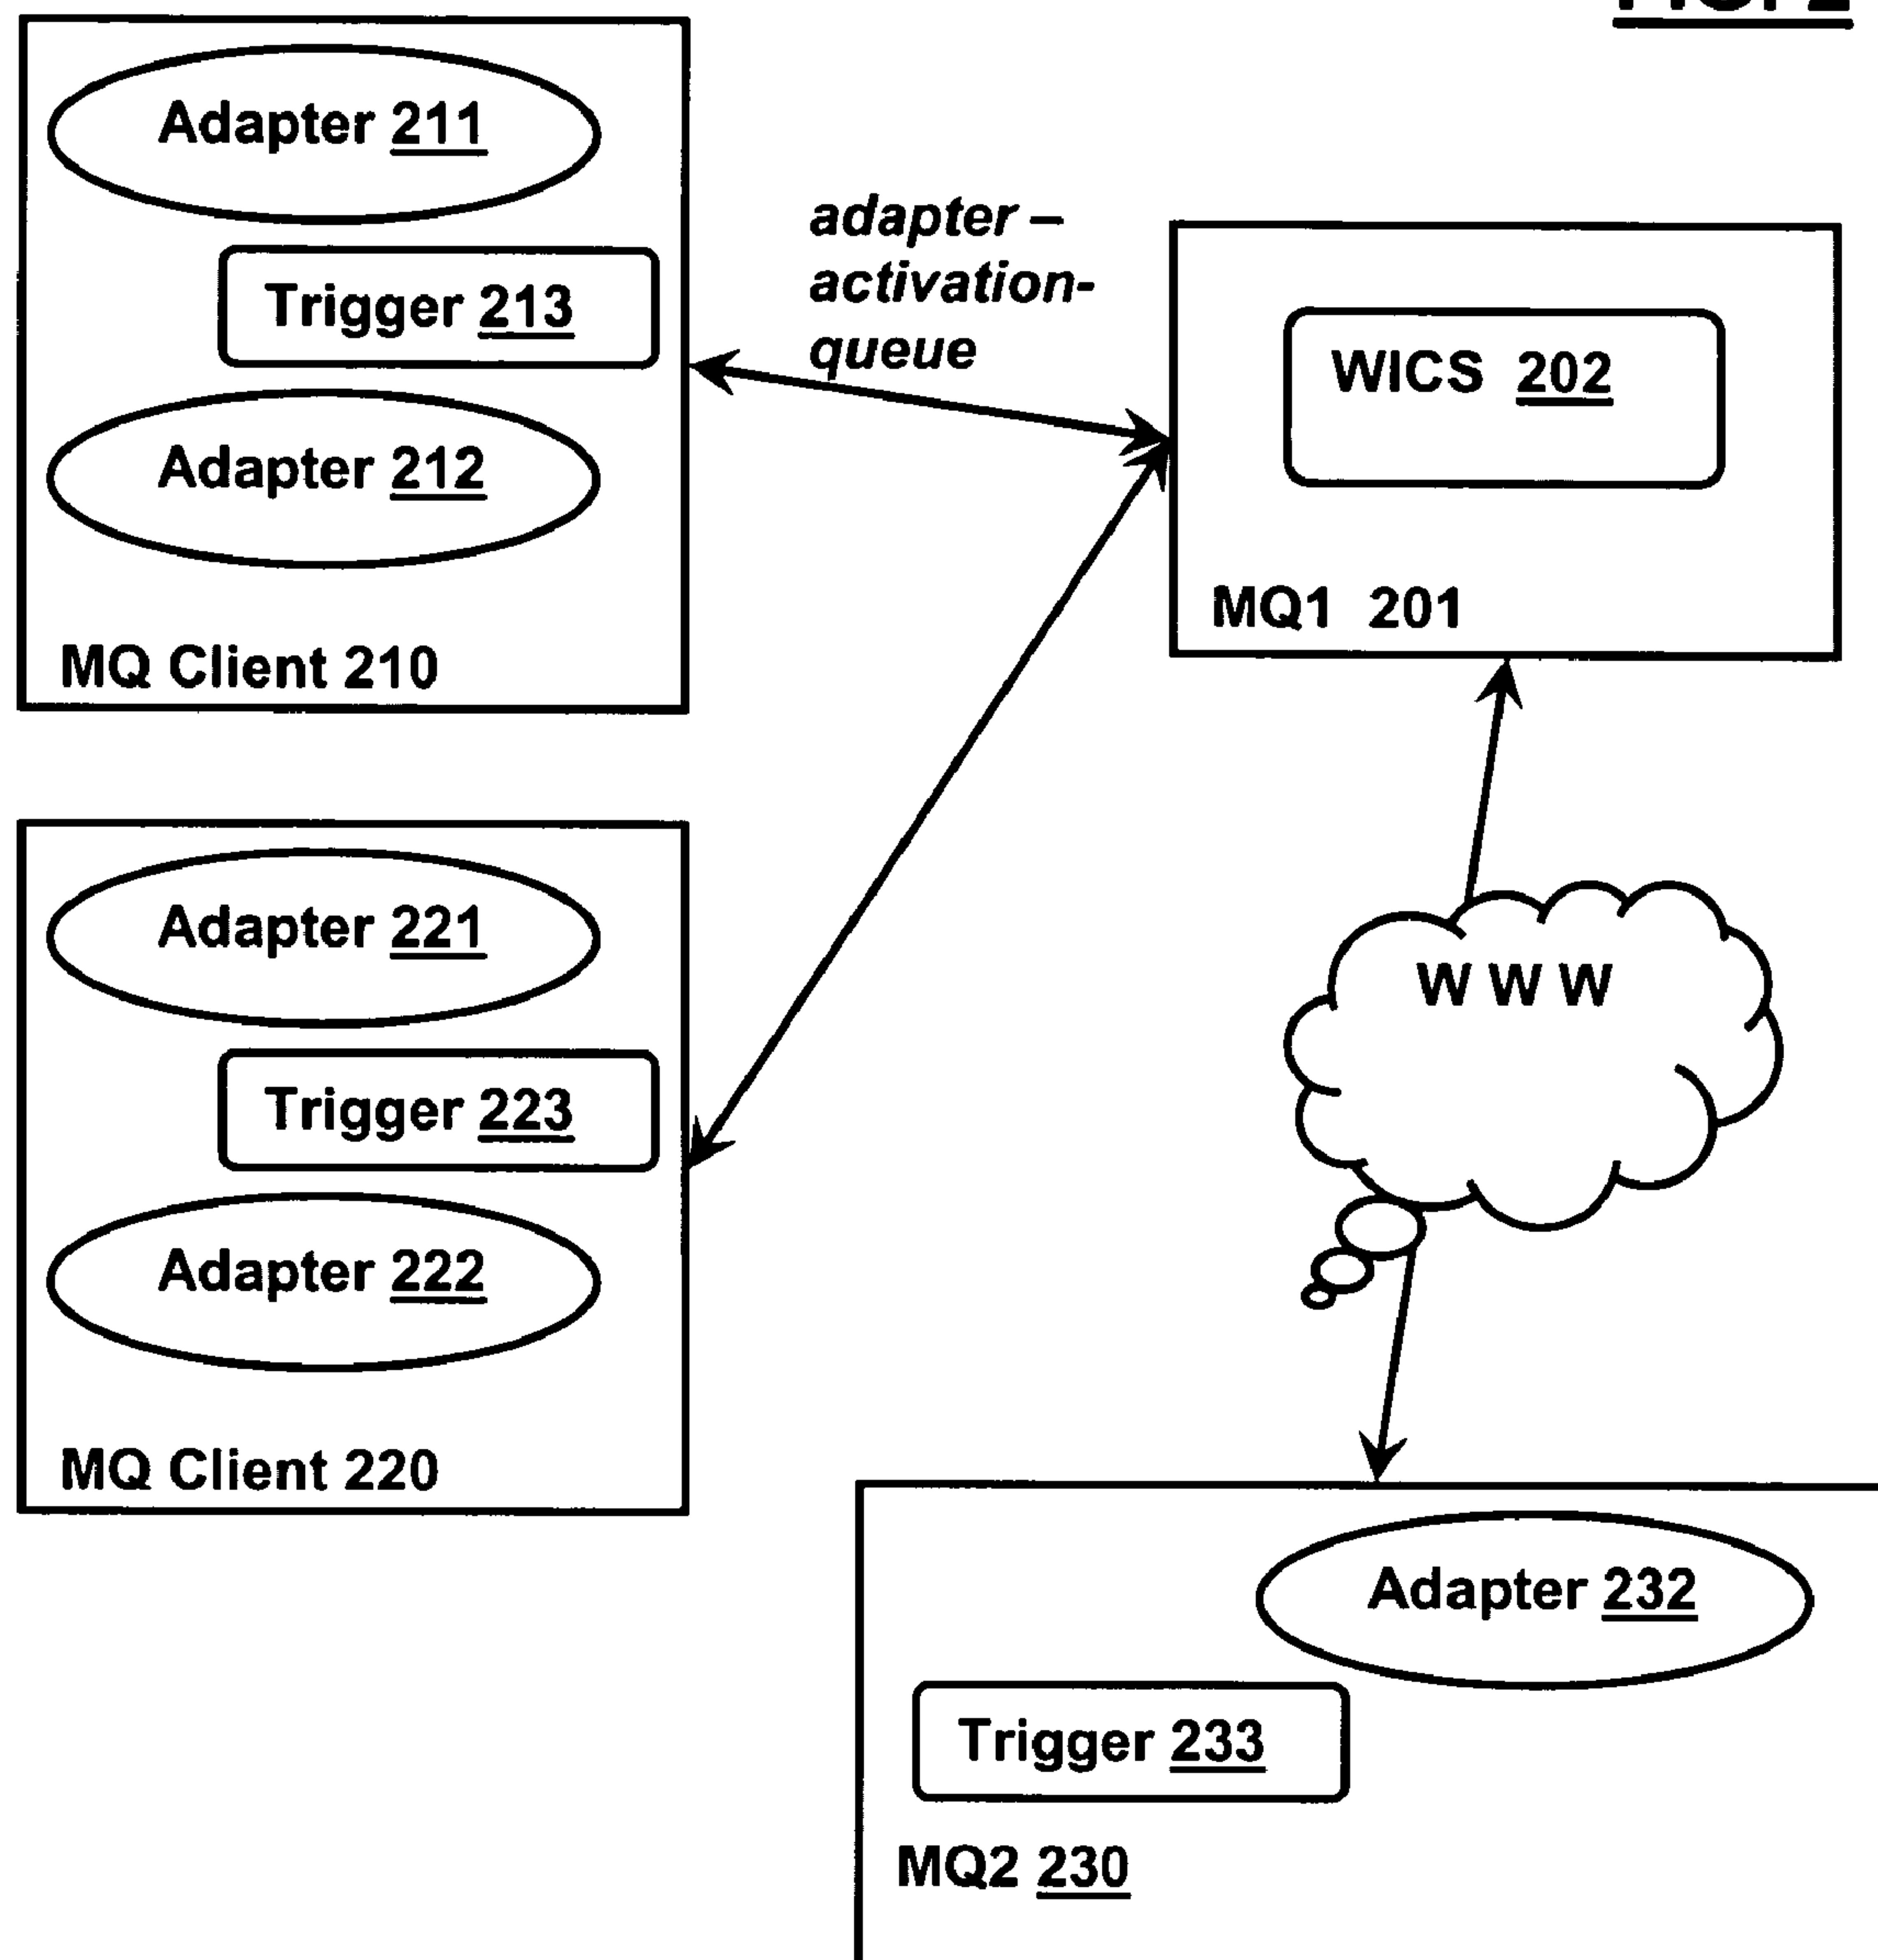 Adapter 211
Trigger 213
Adapter 212
MQ Client 210
adapter –
activation-
queue
WICS 202
MQ1 201
Adapter 221
Trigger 223
Adapter 222
MQ Client 220
W W W
Adapter 232
Trigger 233
MQ2 230